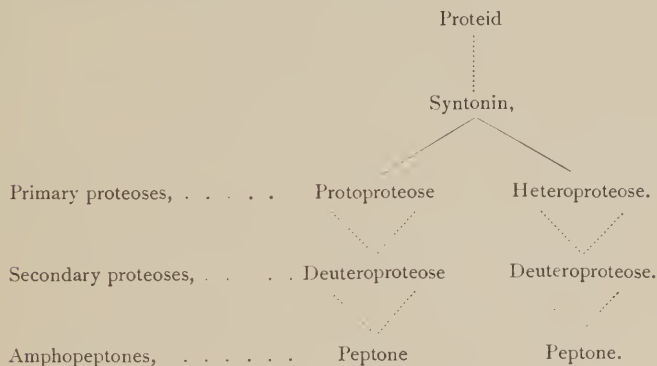 Proteid
Syntonin,
Primary proteoses, . . . . . Protoproteose Heteroproteose.
Secondary proteoses, . . . . Deuteroproteose Deuteroproteose.
Amphopeptones, . . . . . . Peptone Peptone.